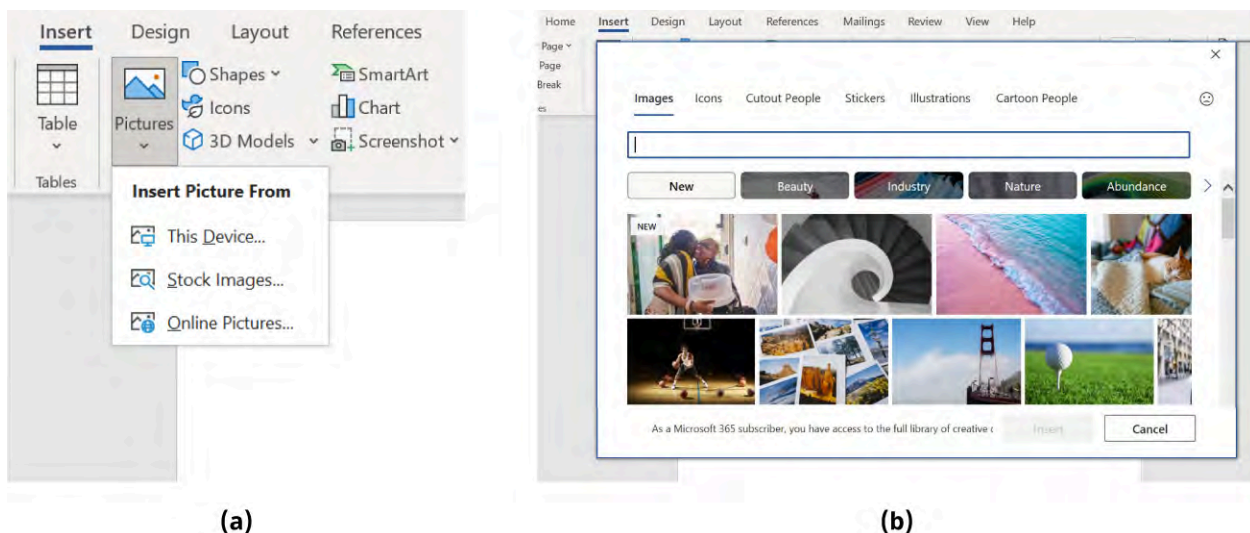 Insert Design Layout References
Table
Pictures
Shapes
Icons
3D Models
SmartArt
Chart
Screenshot
Tables
Insert Picture From
This Device...
Stock Images...
Online Pictures...
(a)
Home Insert Design Layout References Mailings Review View Help
Page
Page
Break
es
Images Icons Cutout People Stickers Illustrations Cartoon People
New Beauty Industry Nature Abundance
NEW
As a Microsoft 365 subscriber, you have access to the full library of creative c
Insert Cancel
(b)